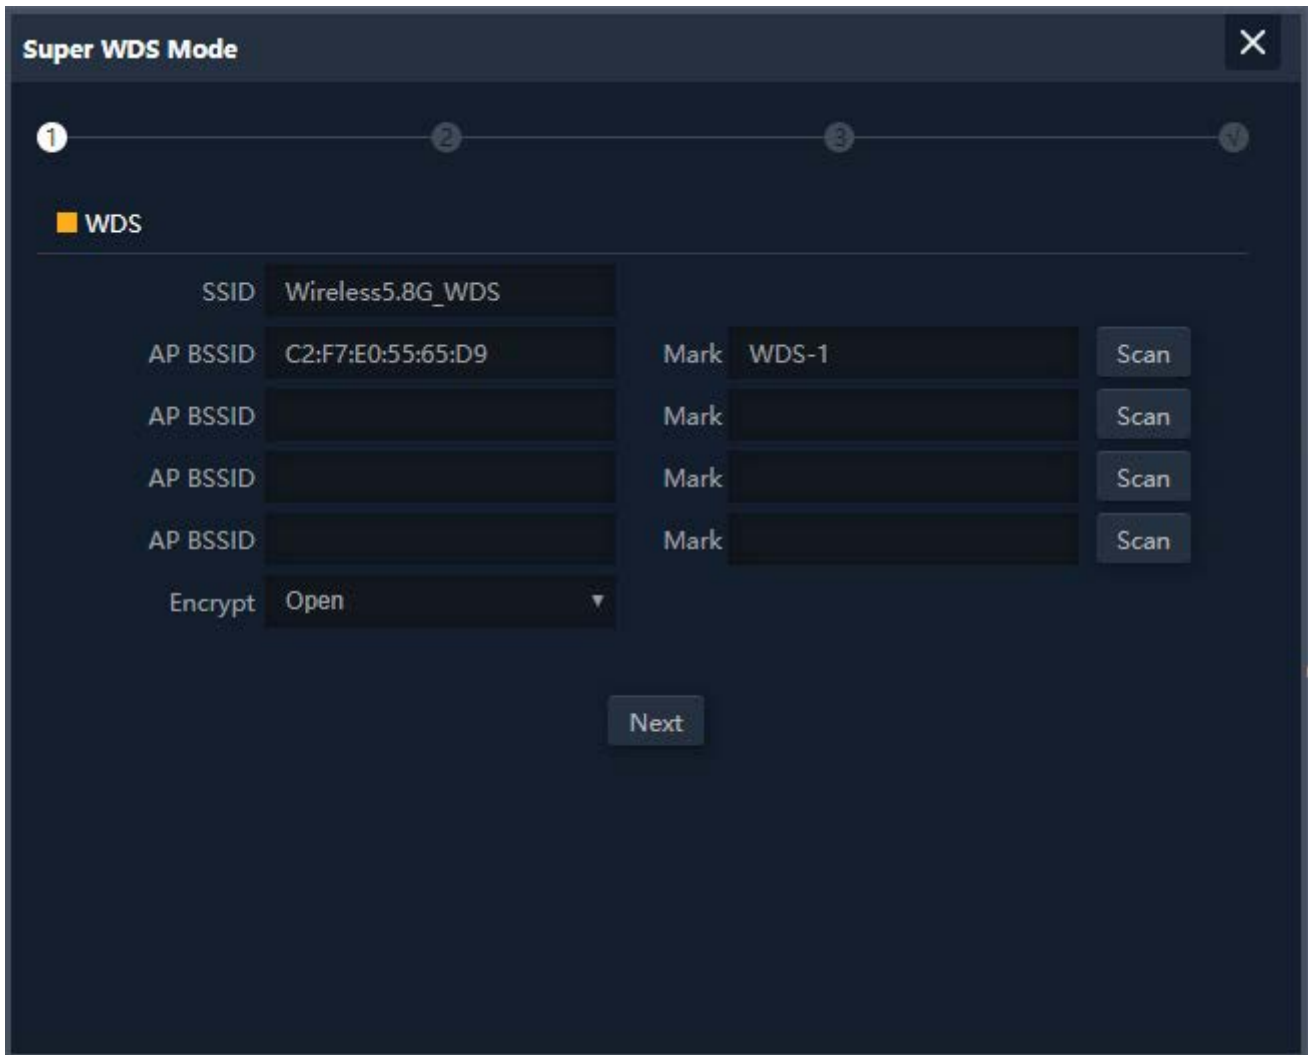 Super WDS Mode
1 2 3 √
WDS
SSID Wireless5.8G_WDS
AP BSSID C2:F7:E0:55:65:D9 Mark WDS-1 Scan
AP BSSID Mark Scan
AP BSSID Mark Scan
AP BSSID Mark Scan
Encrypt Open
Next